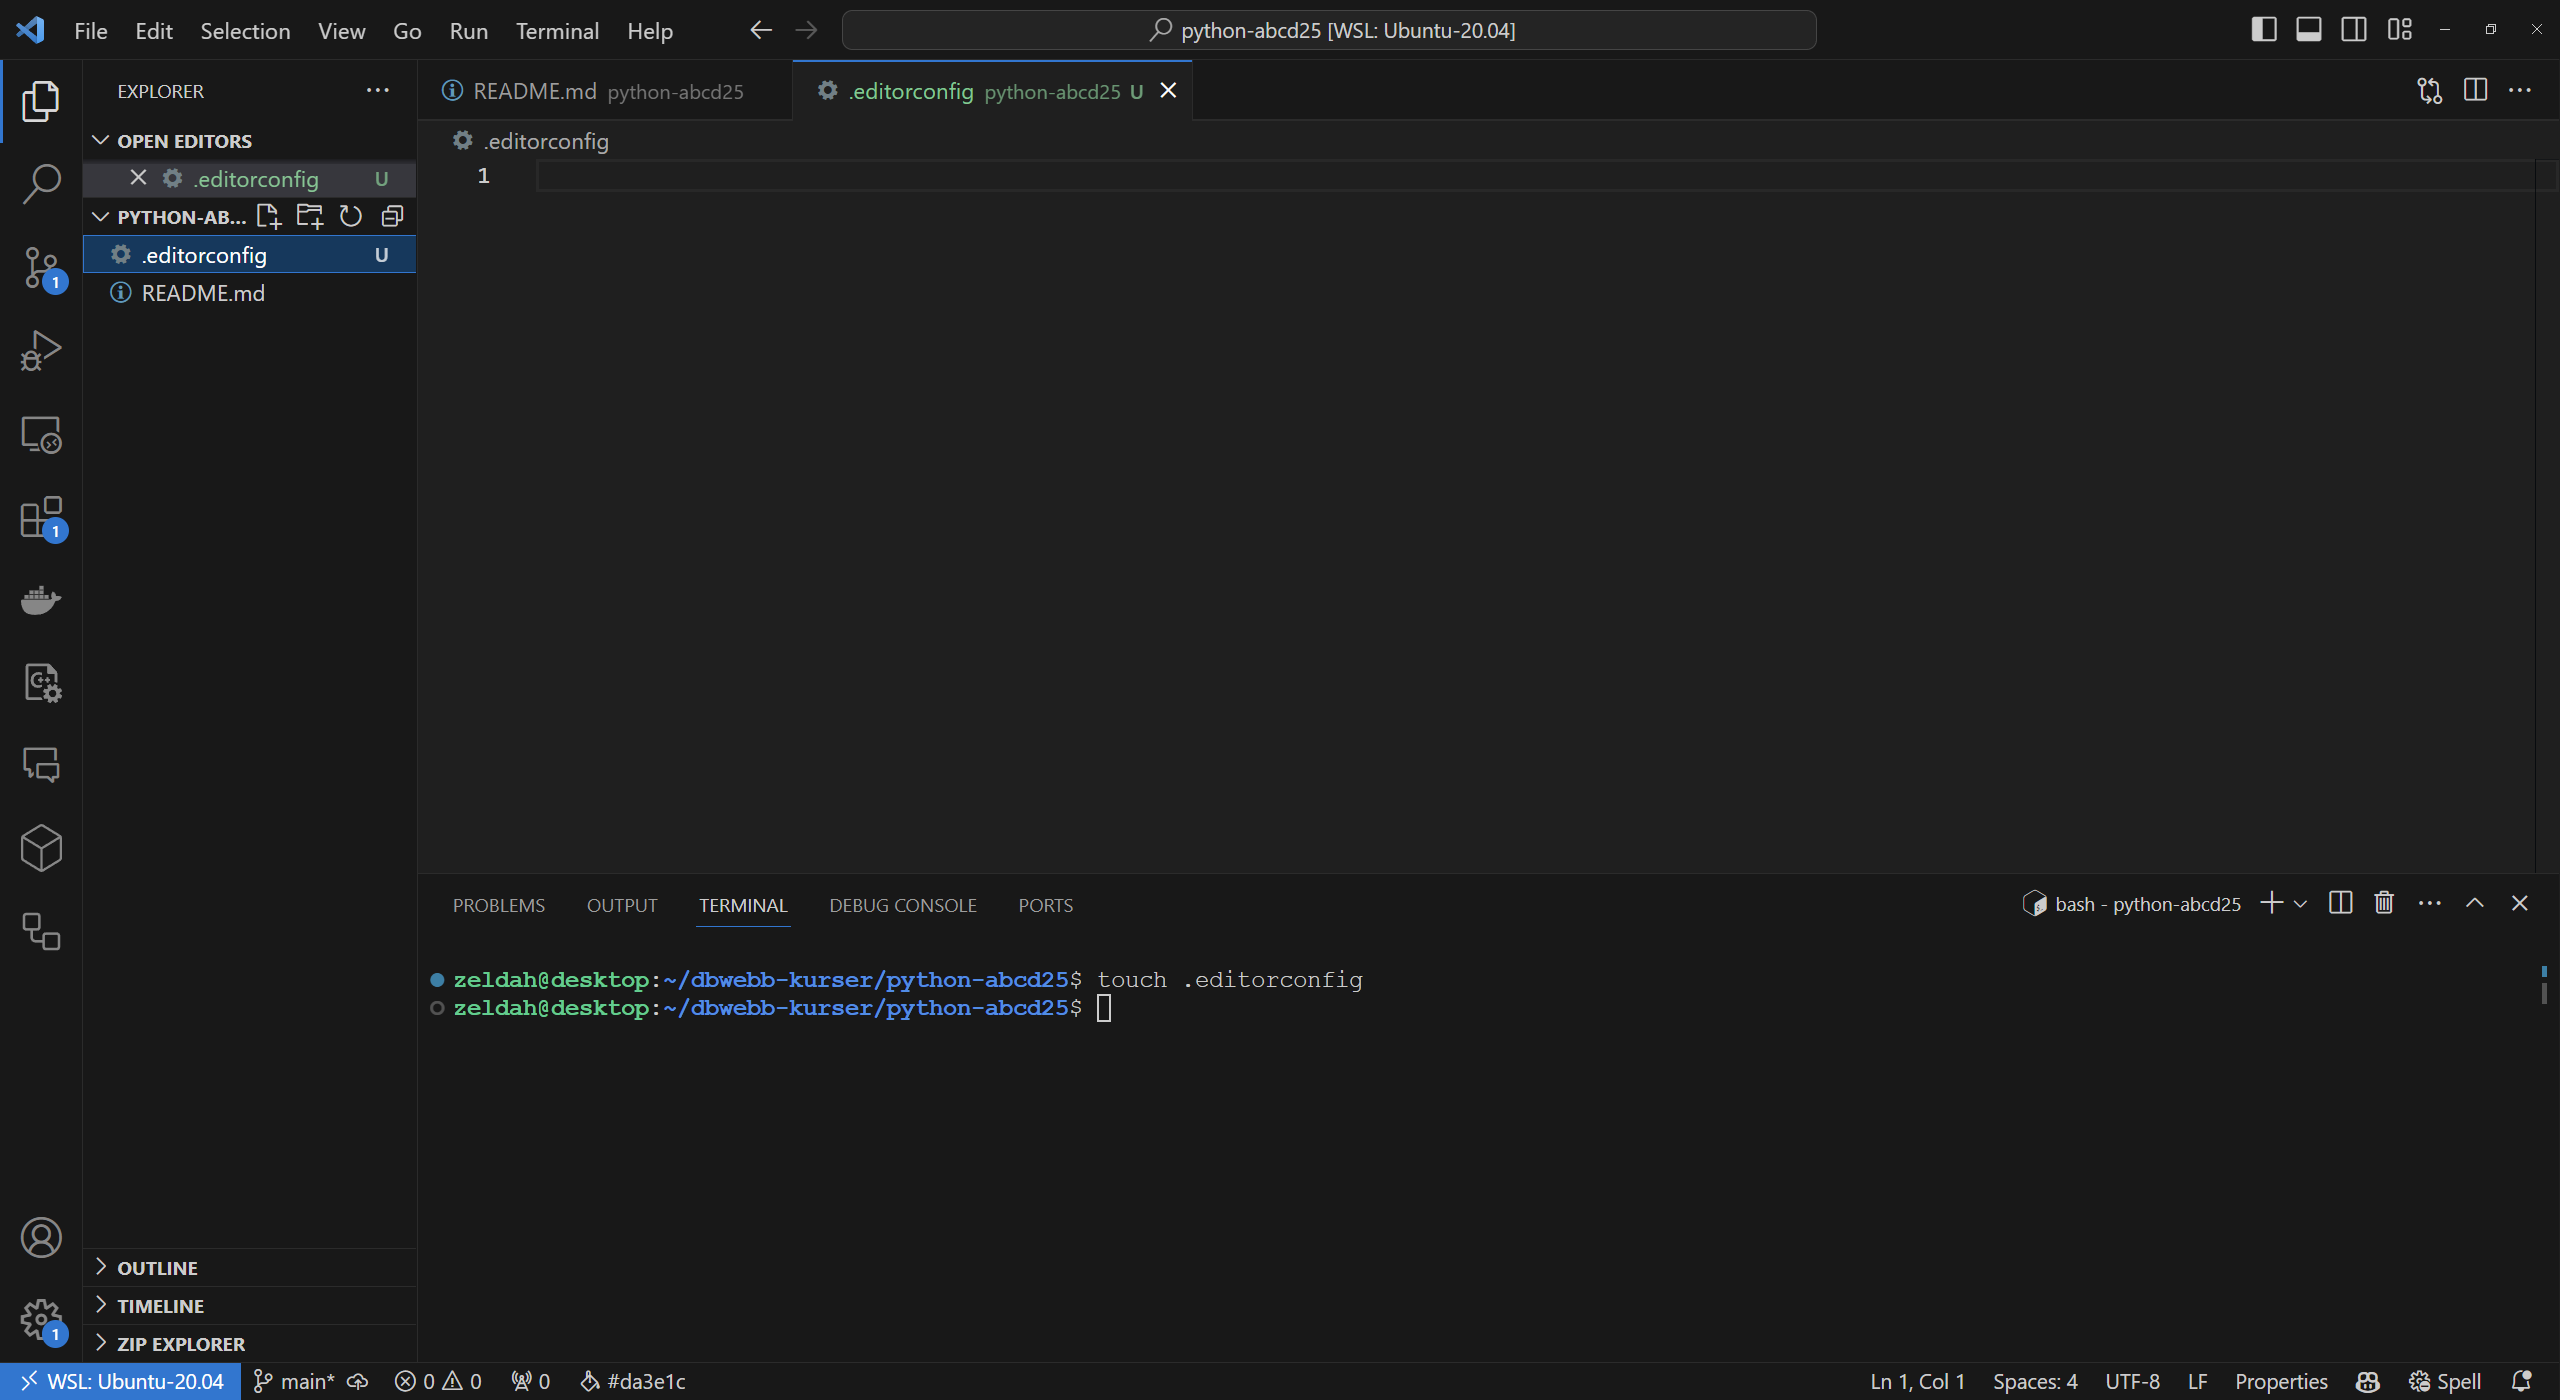 File Edit Selection View Go Run Terminal Help
python-abcd25 [WSL: Ubuntu-20.04]
EXPLORER
OPEN EDITORS
.editorconfig U
PYTHON-AB...
.editorconfig U
README.md
OUTLINE
TIMELINE
ZIP EXPLORER
1
1
1
README.md python-abcd25
.editorconfig python-abcd25 U
.editorconfig
1
PROBLEMS OUTPUT TERMINAL DEBUG CONSOLE PORTS
bash - python-abcd25
zeldah@desktop:~/dbwebb-kurser/python-abcd25$ touch .editorconfig
zeldah@desktop:~/dbwebb-kurser/python-abcd25$
WSL: Ubuntu-20.04 main* 0 0 0 #da3e1c
Ln 1, Col 1 Spaces: 4 UTF-8 LF Properties Spell